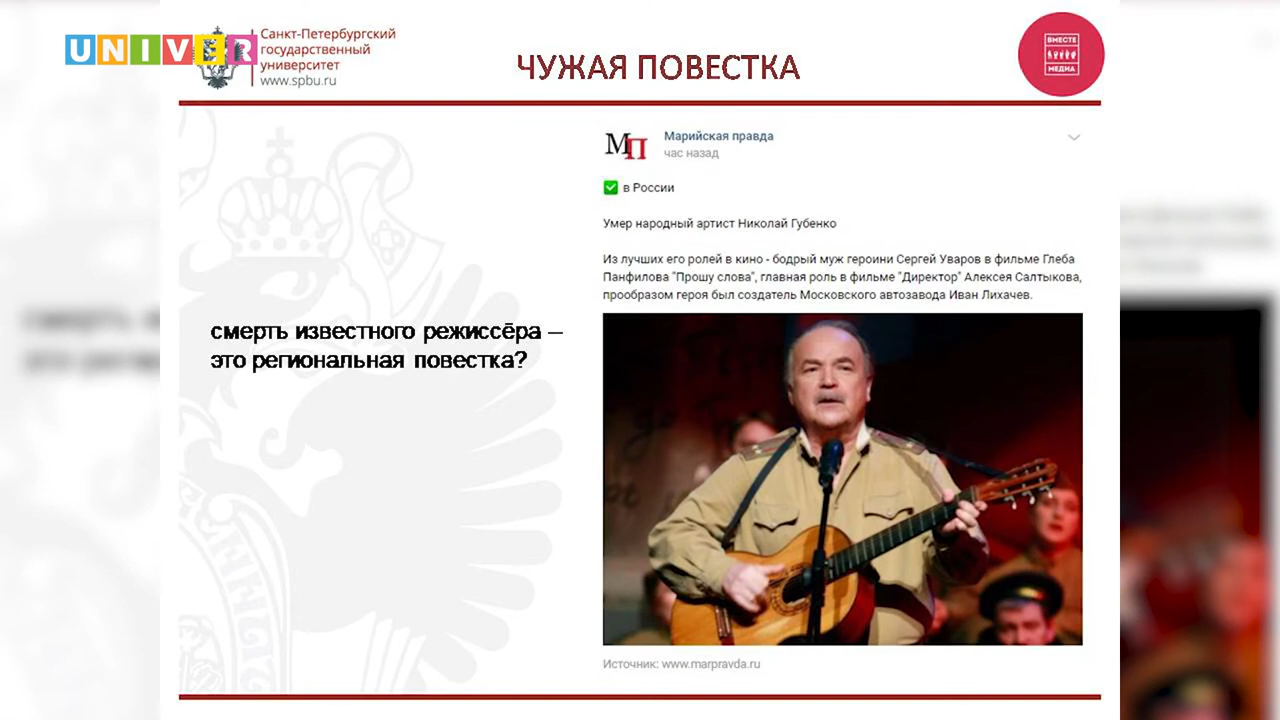 UNIVER
Санкт-Петербургский
государственный
университет
www.spbu.ru
ЧУЖАЯ ПОВЕСТКА
ВМЕСТЕ
МЕДИА
МП
Марийская правда
час назад
в России
Умер народный артист Николай Губенко
Из лучших его ролей в кино - бодрый муж героини Сергей Уваров в фильме Глеба
Панфилова "Прошу слова", главная роль в фильме "Директор" Алексея Салтыкова,
прообразом героя был создатель Московского автозавода Иван Лихачев.
смерть известного режиссёра –
это региональная повестка?
Источник: www.marpravda.ru